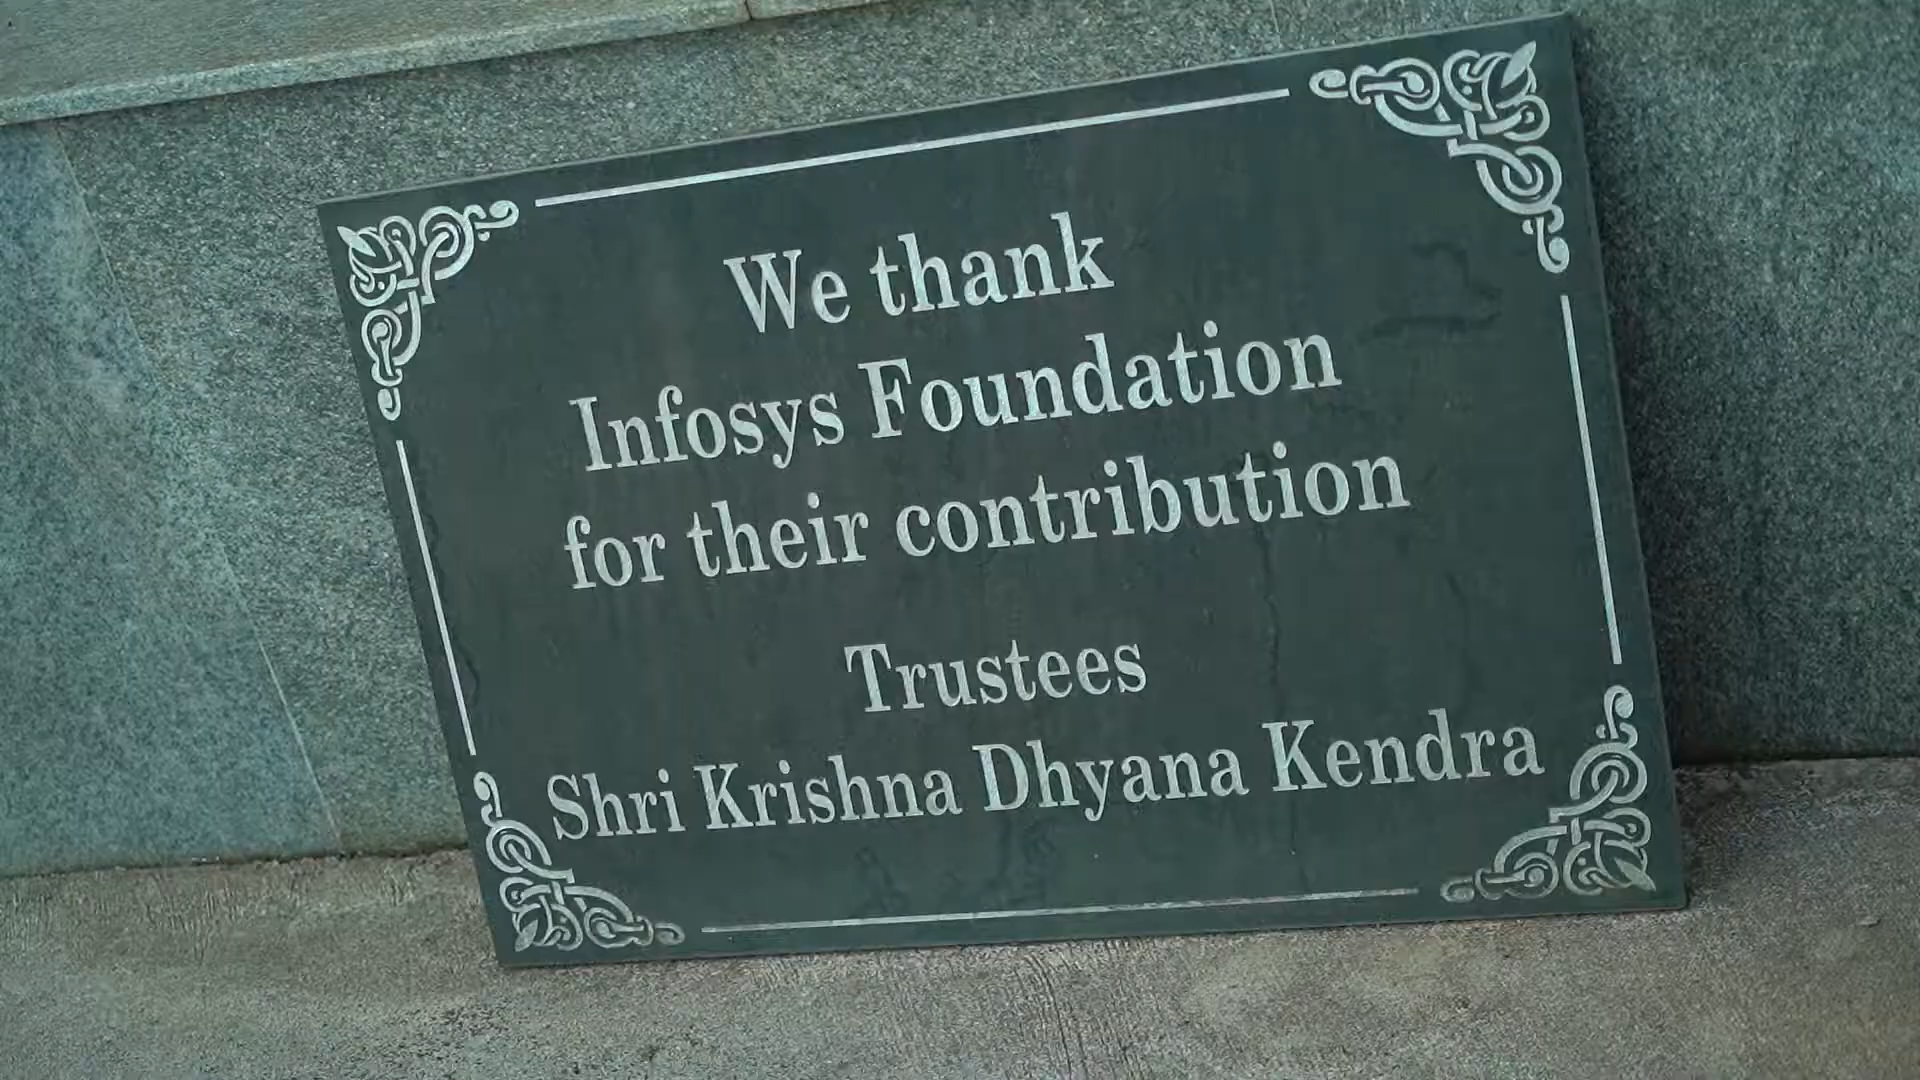 We thank
Infosys Foundation
for their contribution
Trustees
Shri Krishna Dhyana Kendra